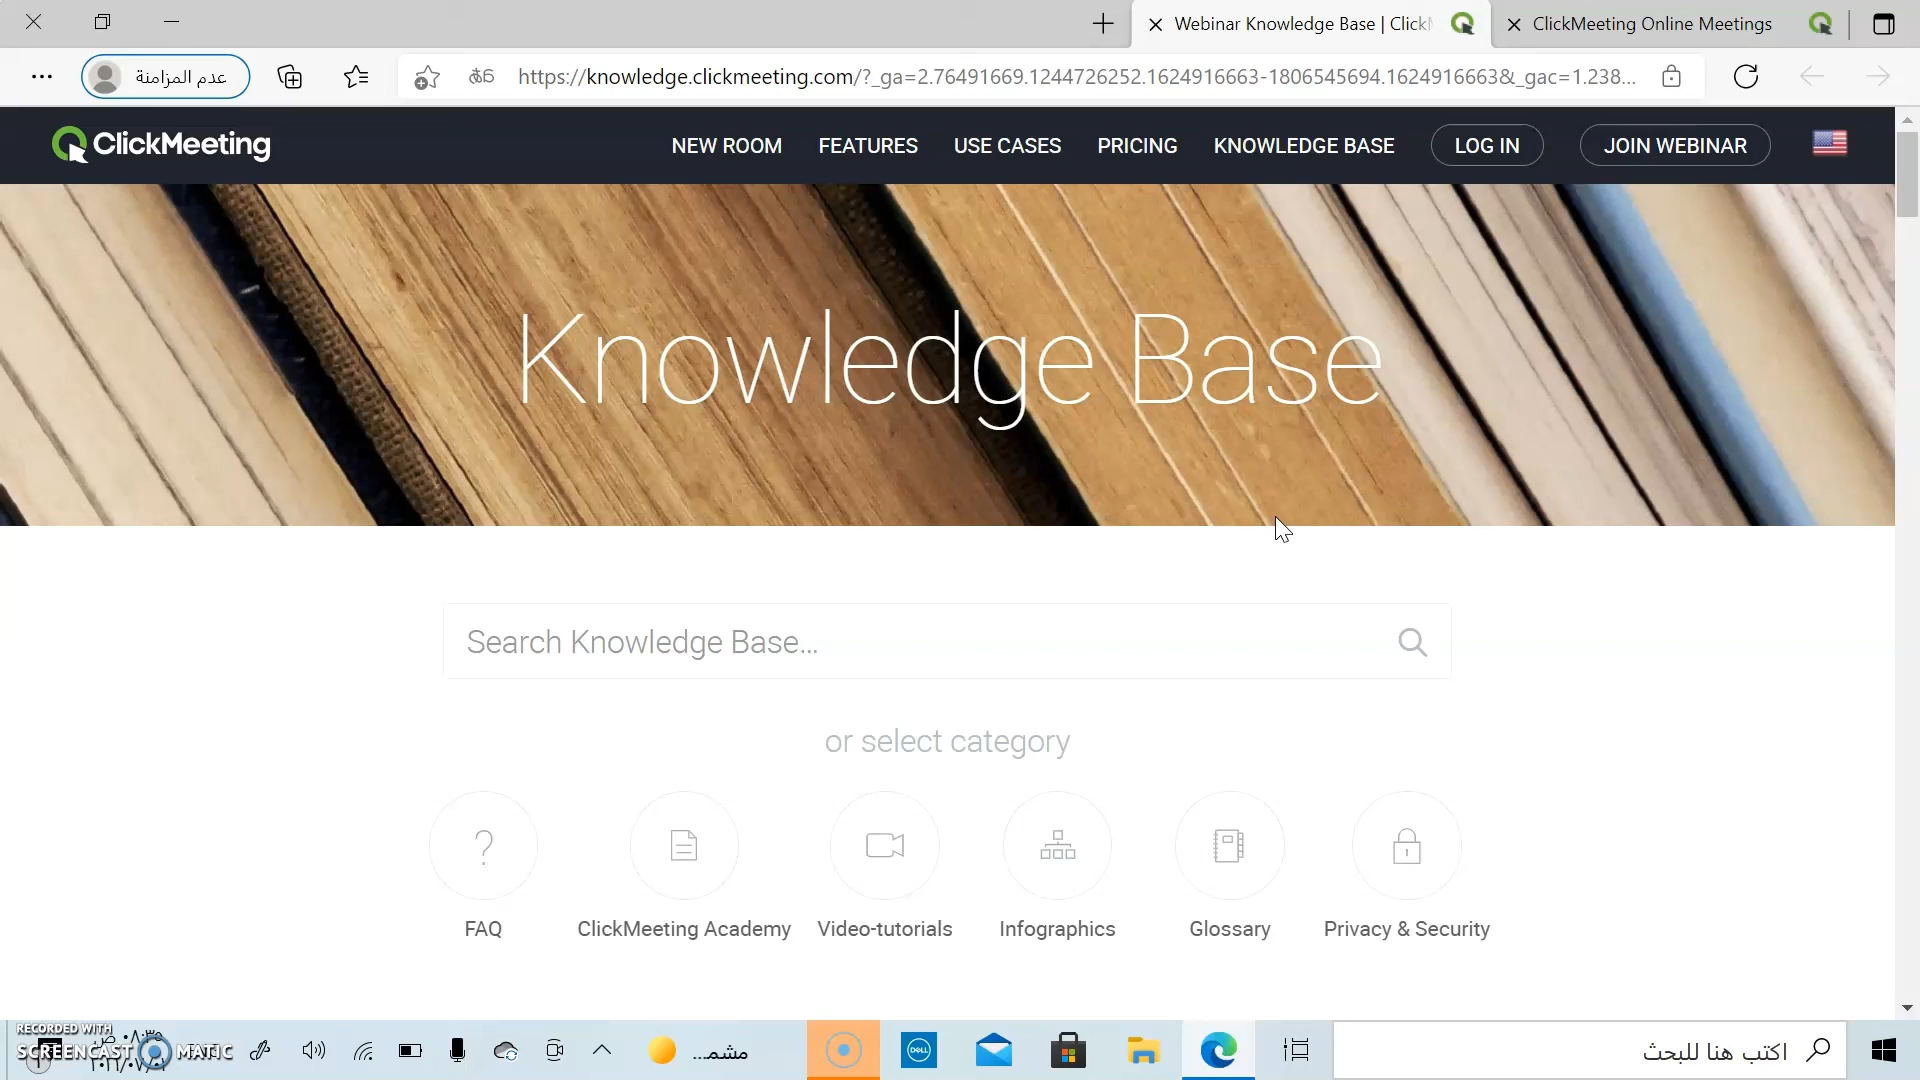 Webinar Knowledge Base | Click
ClickMeeting Online Meetings
عدم المزامنة
https://knowledge.clickmeeting.com/?_ga=2.76491669.1244726252.1624916663-1806545694.1624916663&_gac=1.238...
ClickMeeting
NEW ROOM
FEATURES
USE CASES
PRICING
KNOWLEDGE BASE
LOG IN
JOIN WEBINAR
Knowledge Base
Search Knowledge Base...
or select category
FAQ
ClickMeeting Academy
Video-tutorials
Infographics
Glossary
Privacy & Security
RECORDED WITH
SCREENCAST MATIC
مشمـ...
DELL
اكتب هنا للبحث